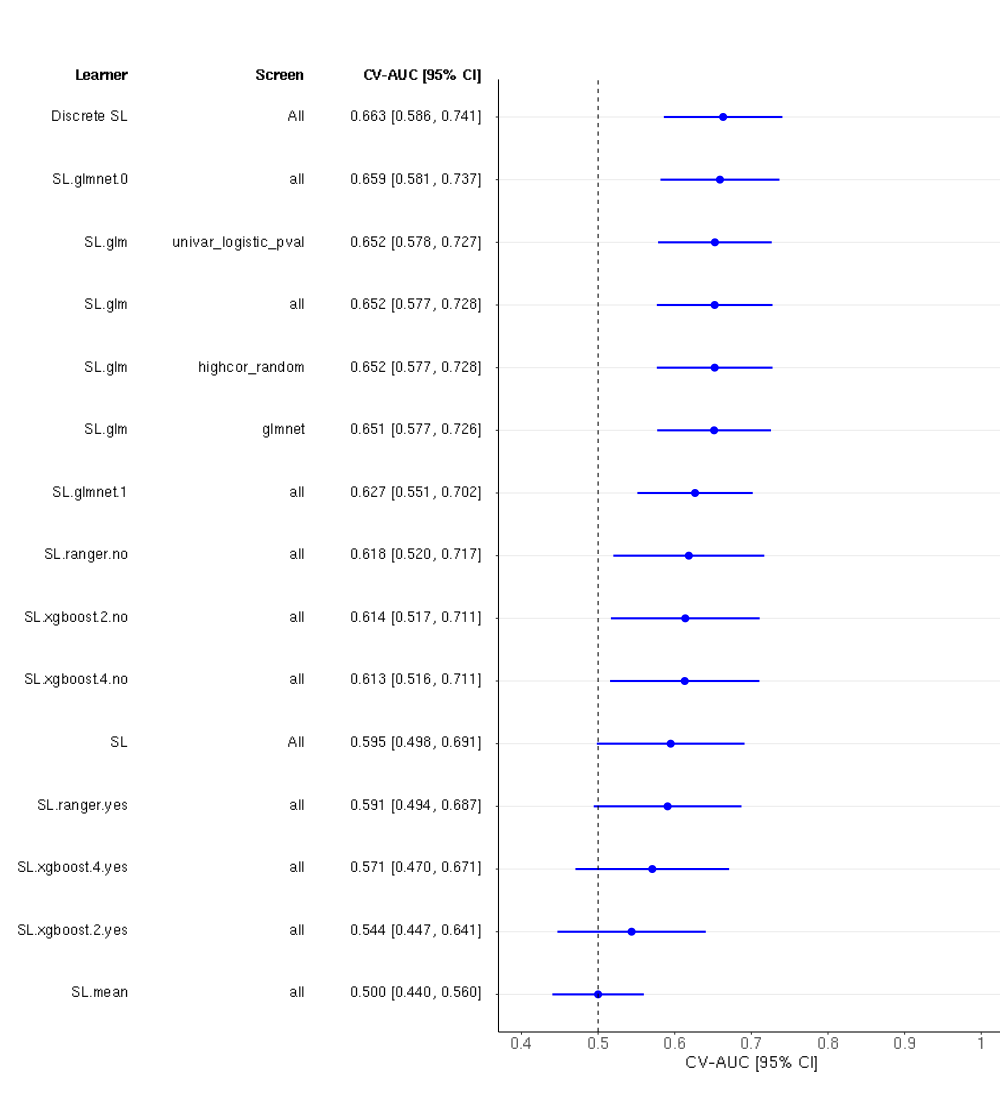 Learner Screen CV-AUC [95% CI]
Discrete SL All 0.663 [0.586, 0.741]
SL.glmnet.0 all 0.659 [0.581, 0.737]
SL.glm univar_logistic_pval 0.652 [0.578, 0.727]
SL.glm all 0.652 [0.577, 0.728]
SL.glm highcor_random 0.652 [0.577, 0.728]
SL.glm glmnet 0.651 [0.577, 0.726]
SL.glmnet.1 all 0.627 [0.551, 0.702]
SL.ranger.no all 0.618 [0.520, 0.717]
SL.xgboost.2.no all 0.614 [0.517, 0.711]
SL.xgboost.4.no all 0.613 [0.516, 0.711]
SL All 0.595 [0.498, 0.691]
SL.ranger.yes all 0.591 [0.494, 0.687]
SL.xgboost.4.yes all 0.571 [0.470, 0.671]
SL.xgboost.2.yes all 0.544 [0.447, 0.641]
SL.mean all 0.500 [0.440, 0.560]
0.4 0.5 0.6 0.7 0.8 0.9 1
CV-AUC [95% CI]